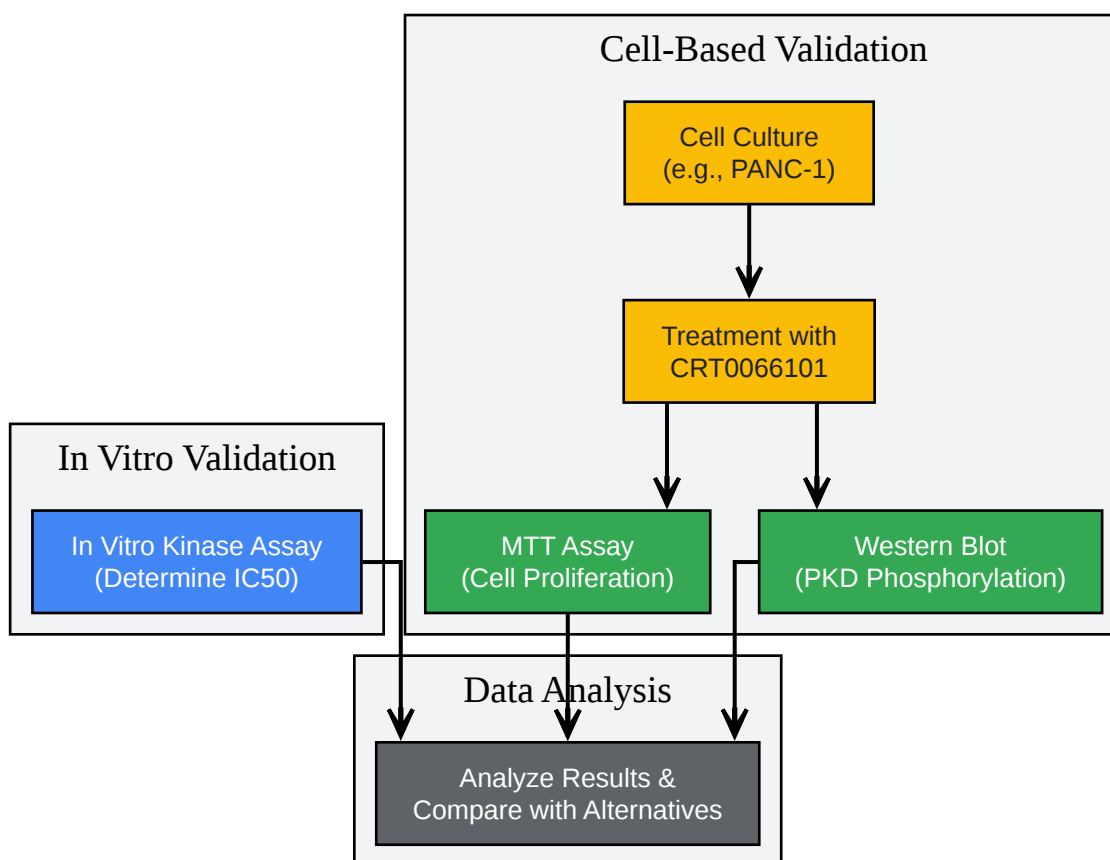 Cell-Based Validation
Cell Culture
(e.g., PANC-1)
Treatment with
CRT0066101
In Vitro Validation
In Vitro Kinase Assay
(Determine IC50)
MTT Assay
(Cell Proliferation)
Western Blot
(PKD Phosphorylation)
Data Analysis
Analyze Results &
Compare with Alternatives